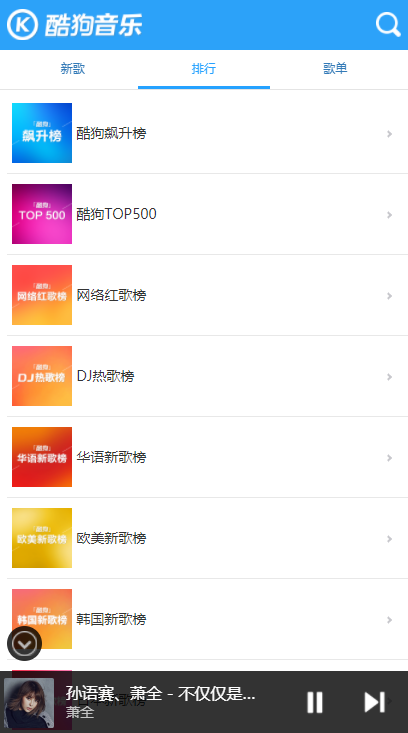 酷狗音乐
新歌 排行 歌单
「酷狗」
飙升榜
酷狗飙升榜
「酷狗」
TOP 500
酷狗TOP500
「酷狗」
网络红歌榜
网络红歌榜
「酷狗」
DJ热歌榜
DJ热歌榜
「酷狗」
华语新歌榜
华语新歌榜
「酷狗」
欧美新歌榜
欧美新歌榜
「酷狗」
韩国新歌榜
韩国新歌榜
孙语赛、萧全 - 不仅仅是...
萧全